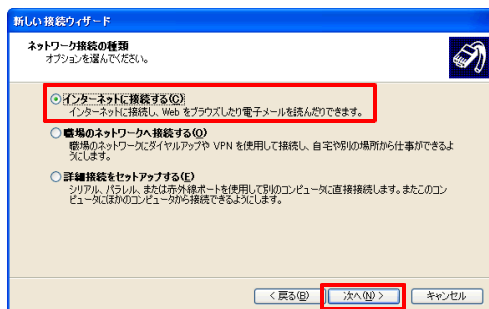 新しい接続ウィザード
ネットワーク接続の種類
オプションを選んでください。
インターネットに接続する(C)
インターネットに接続し、Web をブラウズしたり電子メールを読んだりできます。
職場のネットワークへ接続する(O)
職場のネットワークにダイヤルアップや VPN を使用して接続し、自宅や別の場所から仕事ができるよ
うにします。
詳細接続をセットアップする(E)
シリアル、パラレル、または赤外線ポートを使用して別のコンピュータに直接接続します。またこのコン
ピュータにほかのコンピュータから接続できるようにします。
< 戻る(B)
次へ(N) >
キャンセル